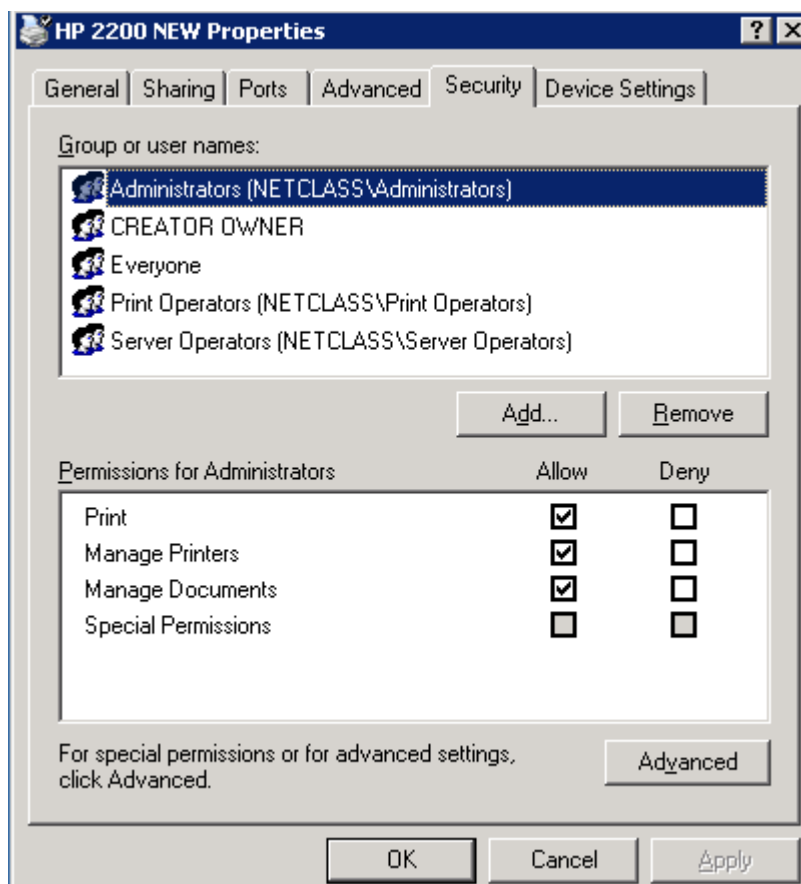 HP 2200 NEW Properties
General Sharing Ports Advanced Security Device Settings
Group or user names:
Administrators (NETCLASS\Administrators)
CREATOR OWNER
Everyone
Print Operators (NETCLASS\Print Operators)
Server Operators (NETCLASS\Server Operators)
Add... Remove
Permissions for Administrators Allow Deny
Print
Manage Printers
Manage Documents
Special Permissions
For special permissions or for advanced settings,
click Advanced.
Advanced
OK Cancel Apply